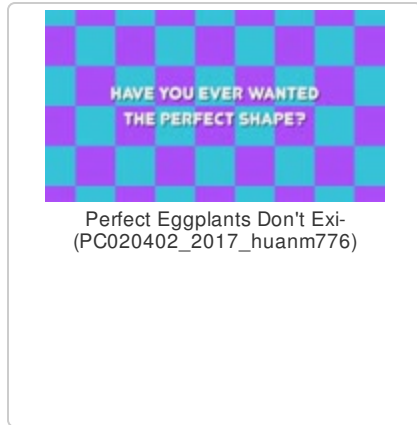 HAVE YOU EVER WANTED
THE PERFECT SHAPE?
Perfect Eggplants Don't Exi-
(PC020402_2017_huanm776)